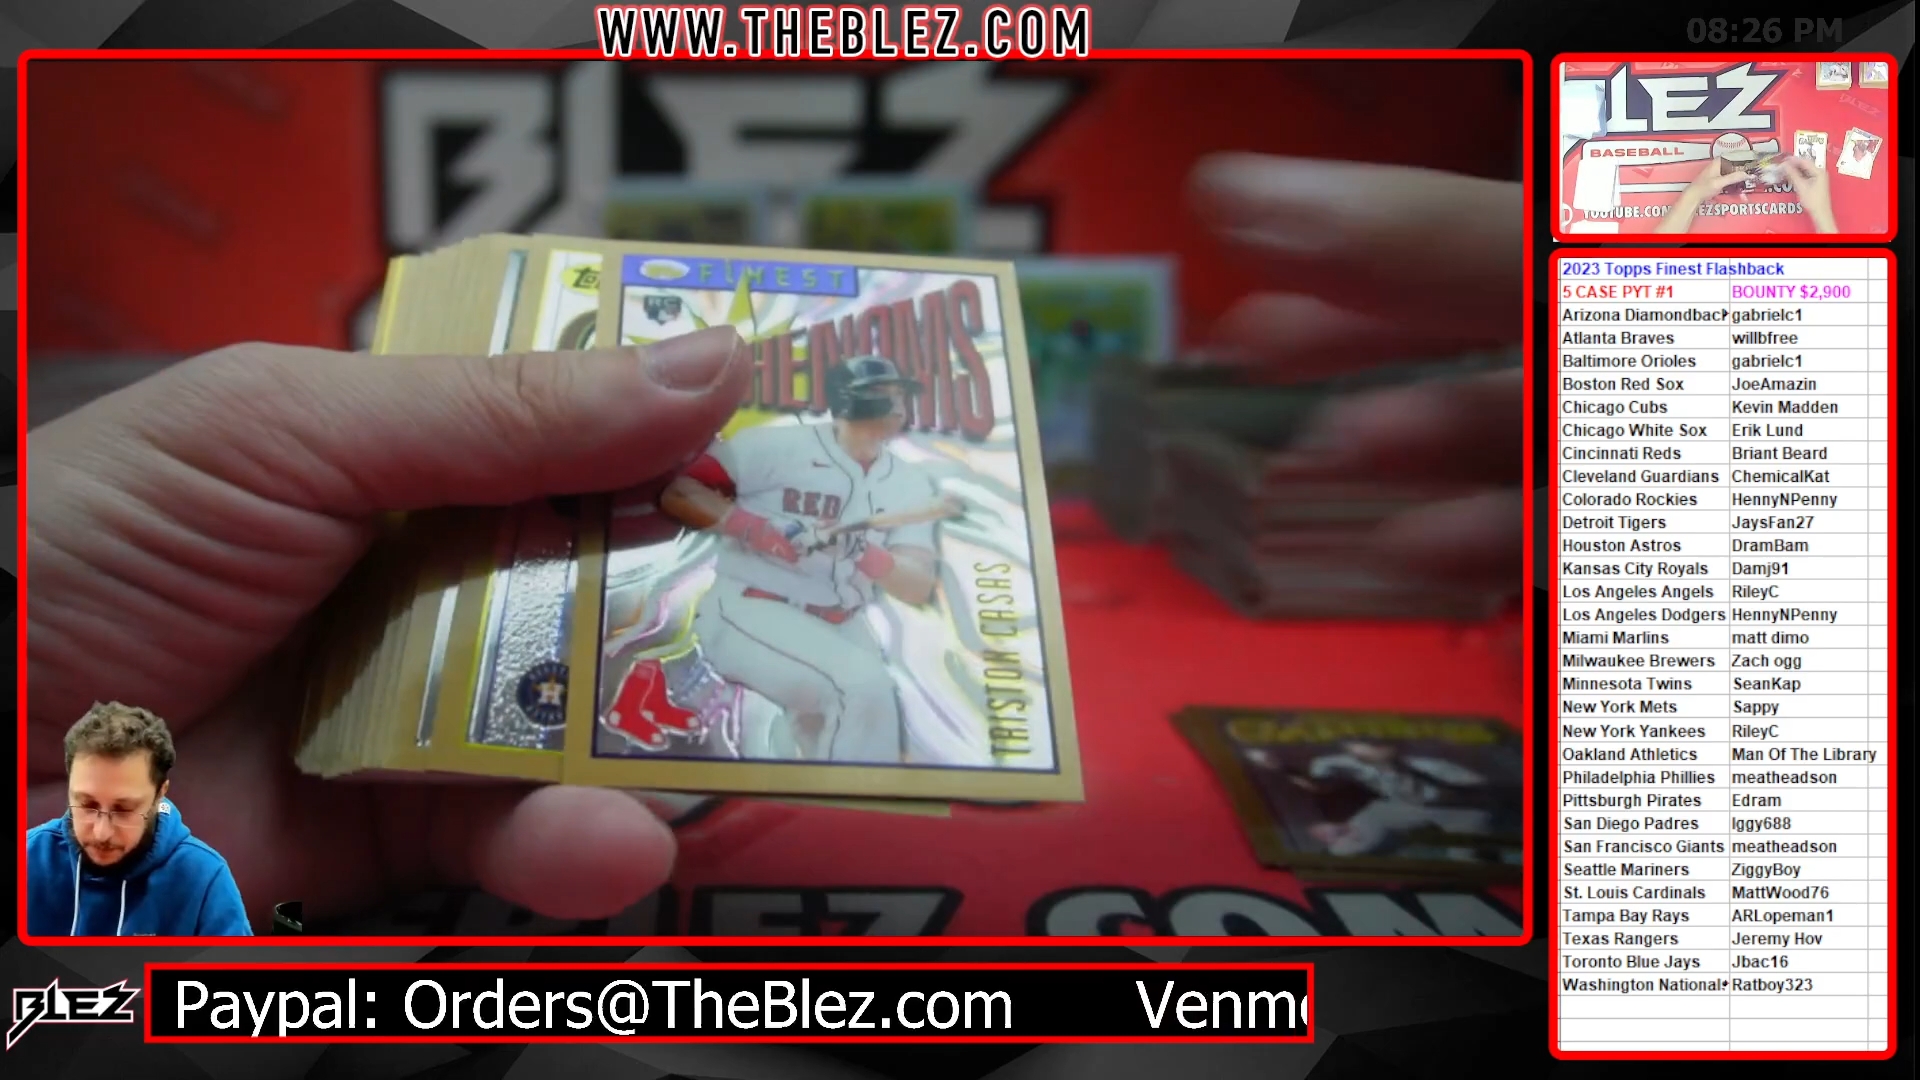 WWW.THEBLEZ.COM
08:26 PM
BLEZ
FINEST
RC
PHENOMS
RED
TRISTON CASAS
H
LEZ
BASEBALL
2023 Topps Finest Flashback
5 CASE PYT #1 BOUNTY $2,900
Arizona Diamondback gabrielc1
Atlanta Braves willbfree
Baltimore Orioles gabrielc1
Boston Red Sox JoeAmazin
Chicago Cubs Kevin Madden
Chicago White Sox Erik Lund
Cincinnati Reds Briant Beard
Cleveland Guardians ChemicalKat
Colorado Rockies HennyNPenny
Detroit Tigers JaysFan27
Houston Astros DramBam
Kansas City Royals Damj91
Los Angeles Angels RileyC
Los Angeles Dodgers HennyNPenny
Miami Marlins matt dimo
Milwaukee Brewers Zach ogg
Minnesota Twins SeanKap
New York Mets Sappy
New York Yankees RileyC
Oakland Athletics Man Of The Library
Philadelphia Phillies meatheadson
Pittsburgh Pirates Edram
San Diego Padres Iggy688
San Francisco Giants meatheadson
Seattle Mariners ZiggyBoy
St. Louis Cardinals MattWood76
Tampa Bay Rays ARLopeman1
Texas Rangers Jeremy Hov
Toronto Blue Jays Jbac16
Washington Nationals Ratboy323
BLEZ
Paypal: Orders@TheBlez.com Venmo